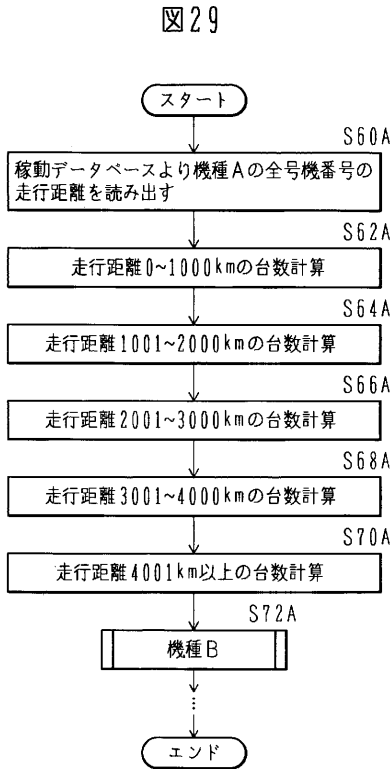 図29
スタート
S60A
稼動データベースより機種Aの全号機番号の
走行距離を読み出す
S62A
走行距離0~1000kmの台数計算
S64A
走行距離1001~2000kmの台数計算
S66A
走行距離2001~3000kmの台数計算
S68A
走行距離3001~4000kmの台数計算
S70A
走行距離4001km以上の台数計算
S72A
機種B
⋮
エンド